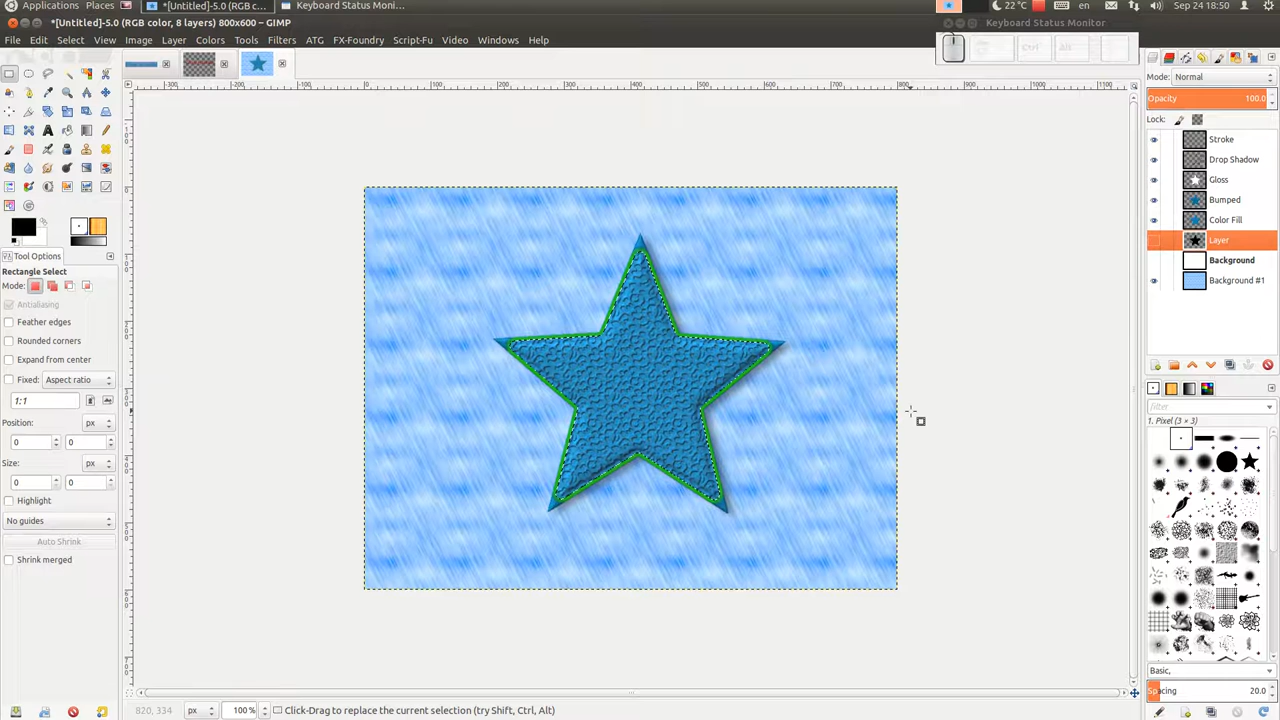 Applications Places *[Untitled]-5.0 (RGB c... Keyboard Status Moni... 22 °C en Sep 24 18:50
*[Untitled]-5.0 (RGB color, 8 layers) 800x600 – GIMP
Keyboard Status Monitor
File Edit Select View Image Layer Colors Tools Filters ATG FX-Foundry Script-Fu Video Windows Help
Ctrl Alt
Mode: Normal
Opacity 100.0
Lock:
Stroke
Drop Shadow
Gloss
Bumped
Color Fill
Layer
Background
Background #1
Tool Options
Rectangle Select
Mode:
Antialiasing
Feather edges
Rounded corners
Expand from center
Fixed: Aspect ratio
1:1
Position: px
0 0
Size: px
0 0
Highlight
No guides
Auto Shrink
Shrink merged
filter
1. Pixel (3 × 3)
Basic,
Spacing 20.0
820, 334 px 100% Click-Drag to replace the current selection (try Shift, Ctrl, Alt)